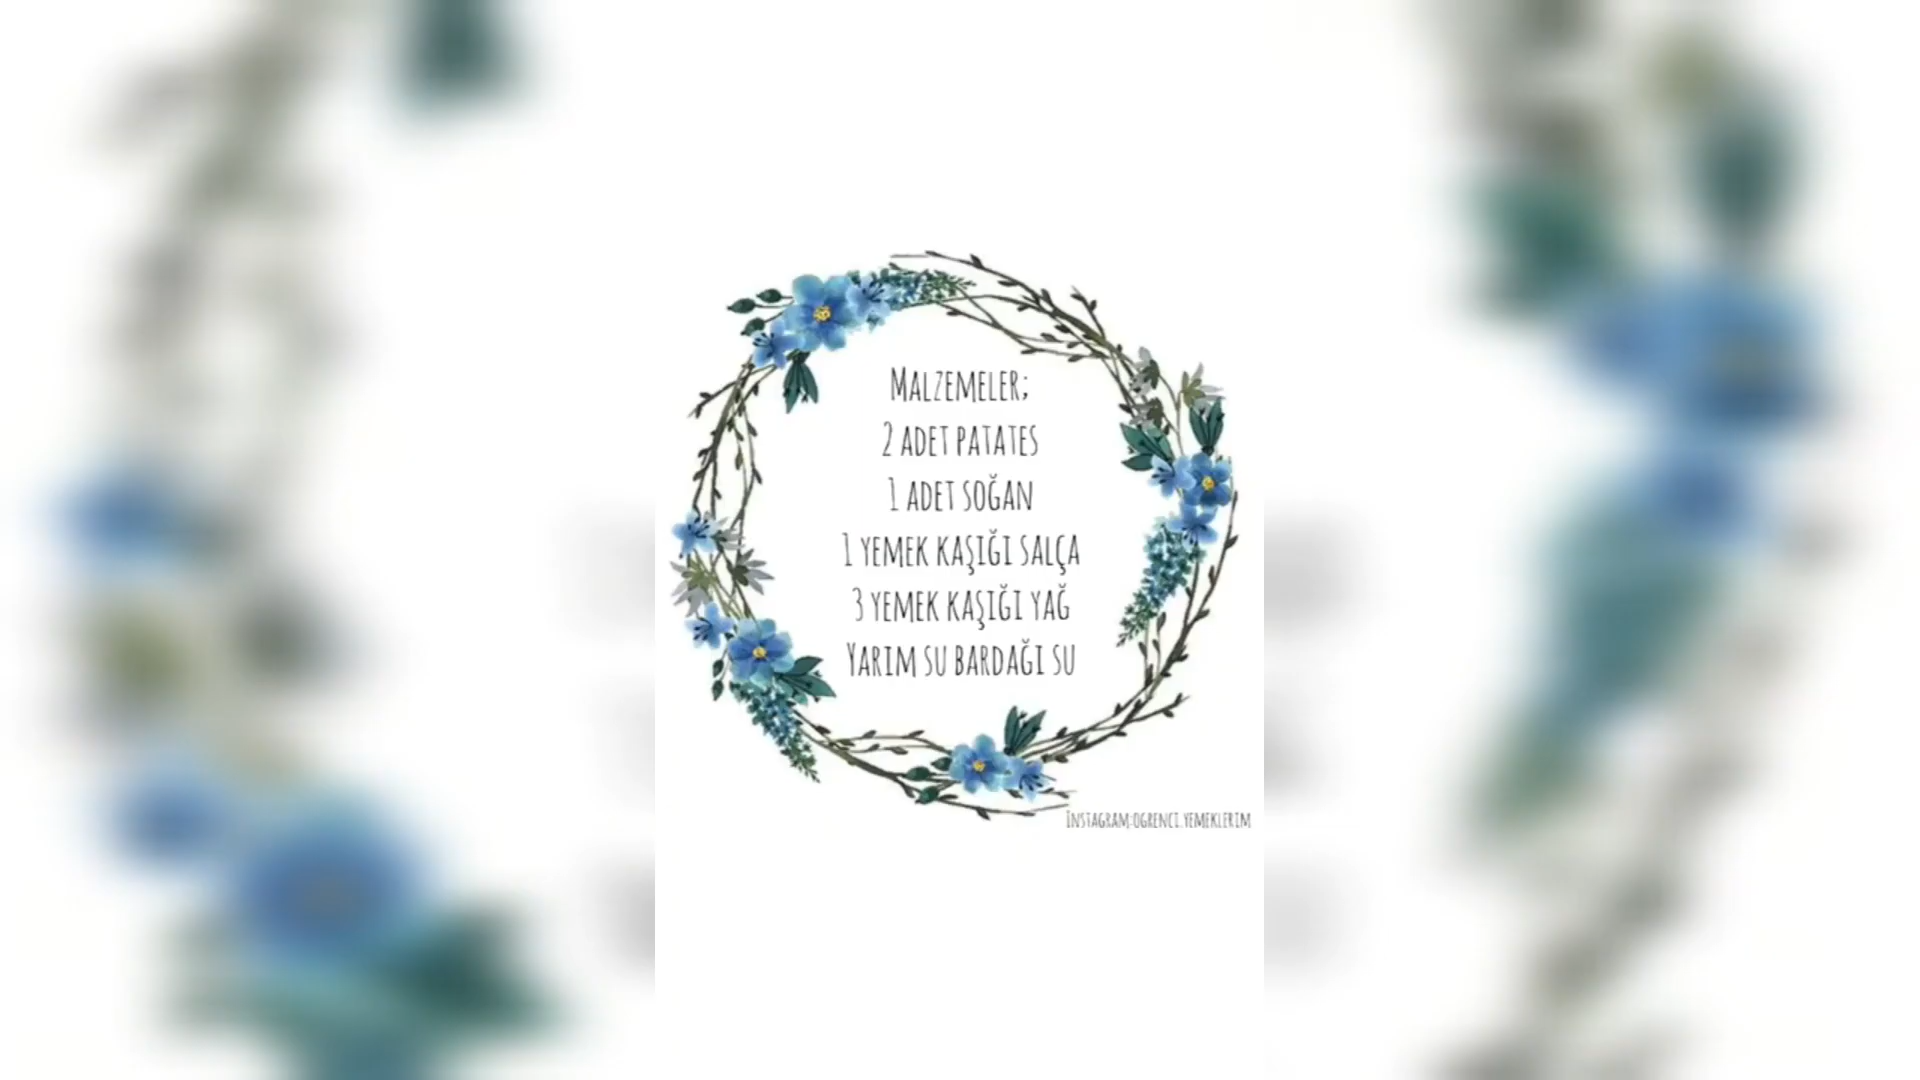 Malzemeler;
2 adet patates
1 adet soğan
1 yemek kaşığı salça
3 yemek kaşığı yağ
Yarım su bardağı su
Instagram:ogrenci.yemeklerim